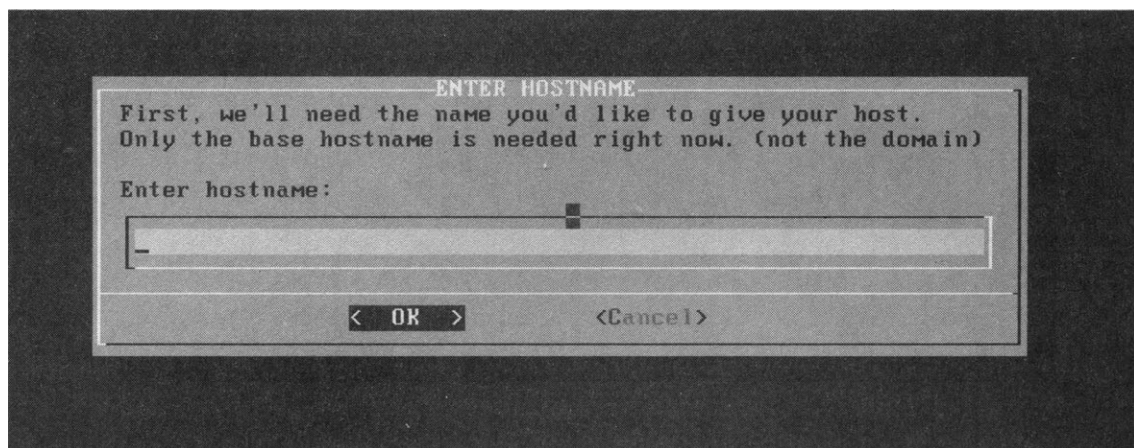 ENTER HOSTNAME
First, we'll need the name you'd like to give your host.
Only the base hostname is needed right now. (not the domain)
Enter hostname:
< OK > <Cancel>